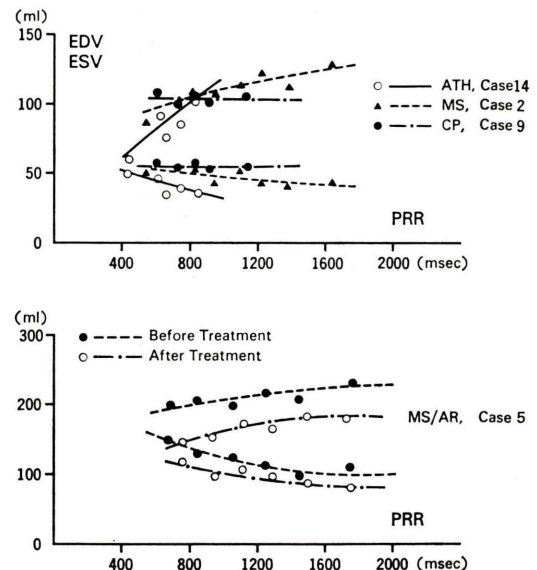 (ml)
EDV
ESV
150
100
50
0
ATH, Case14
MS, Case 2
CP, Case 9
PRR
400 800 1200 1600 2000 (msec)
(ml)
300
200
100
0
Before Treatment
After Treatment
MS/AR, Case 5
PRR
400 800 1200 1600 2000 (msec)